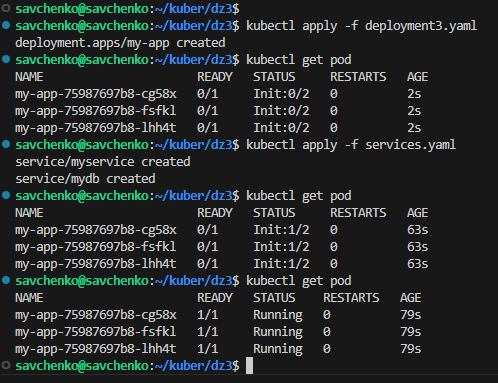 savchenko@savchenko:~/kuber/dz3$
savchenko@savchenko:~/kuber/dz3$ kubectl apply -f deployment3.yaml
deployment.apps/my-app created
savchenko@savchenko:~/kuber/dz3$ kubectl get pod
NAME READY STATUS RESTARTS AGE
my-app-75987697b8-cg58x 0/1 Init:0/2 0 2s
my-app-75987697b8-fsfkl 0/1 Init:0/2 0 2s
my-app-75987697b8-lhh4t 0/1 Init:0/2 0 2s
savchenko@savchenko:~/kuber/dz3$ kubectl apply -f services.yaml
service/myservice created
service/mydb created
savchenko@savchenko:~/kuber/dz3$ kubectl get pod
NAME READY STATUS RESTARTS AGE
my-app-75987697b8-cg58x 0/1 Init:1/2 0 63s
my-app-75987697b8-fsfkl 0/1 Init:1/2 0 63s
my-app-75987697b8-lhh4t 0/1 Init:1/2 0 63s
savchenko@savchenko:~/kuber/dz3$ kubectl get pod
NAME READY STATUS RESTARTS AGE
my-app-75987697b8-cg58x 1/1 Running 0 79s
my-app-75987697b8-fsfkl 1/1 Running 0 79s
my-app-75987697b8-lhh4t 1/1 Running 0 79s
savchenko@savchenko:~/kuber/dz3$